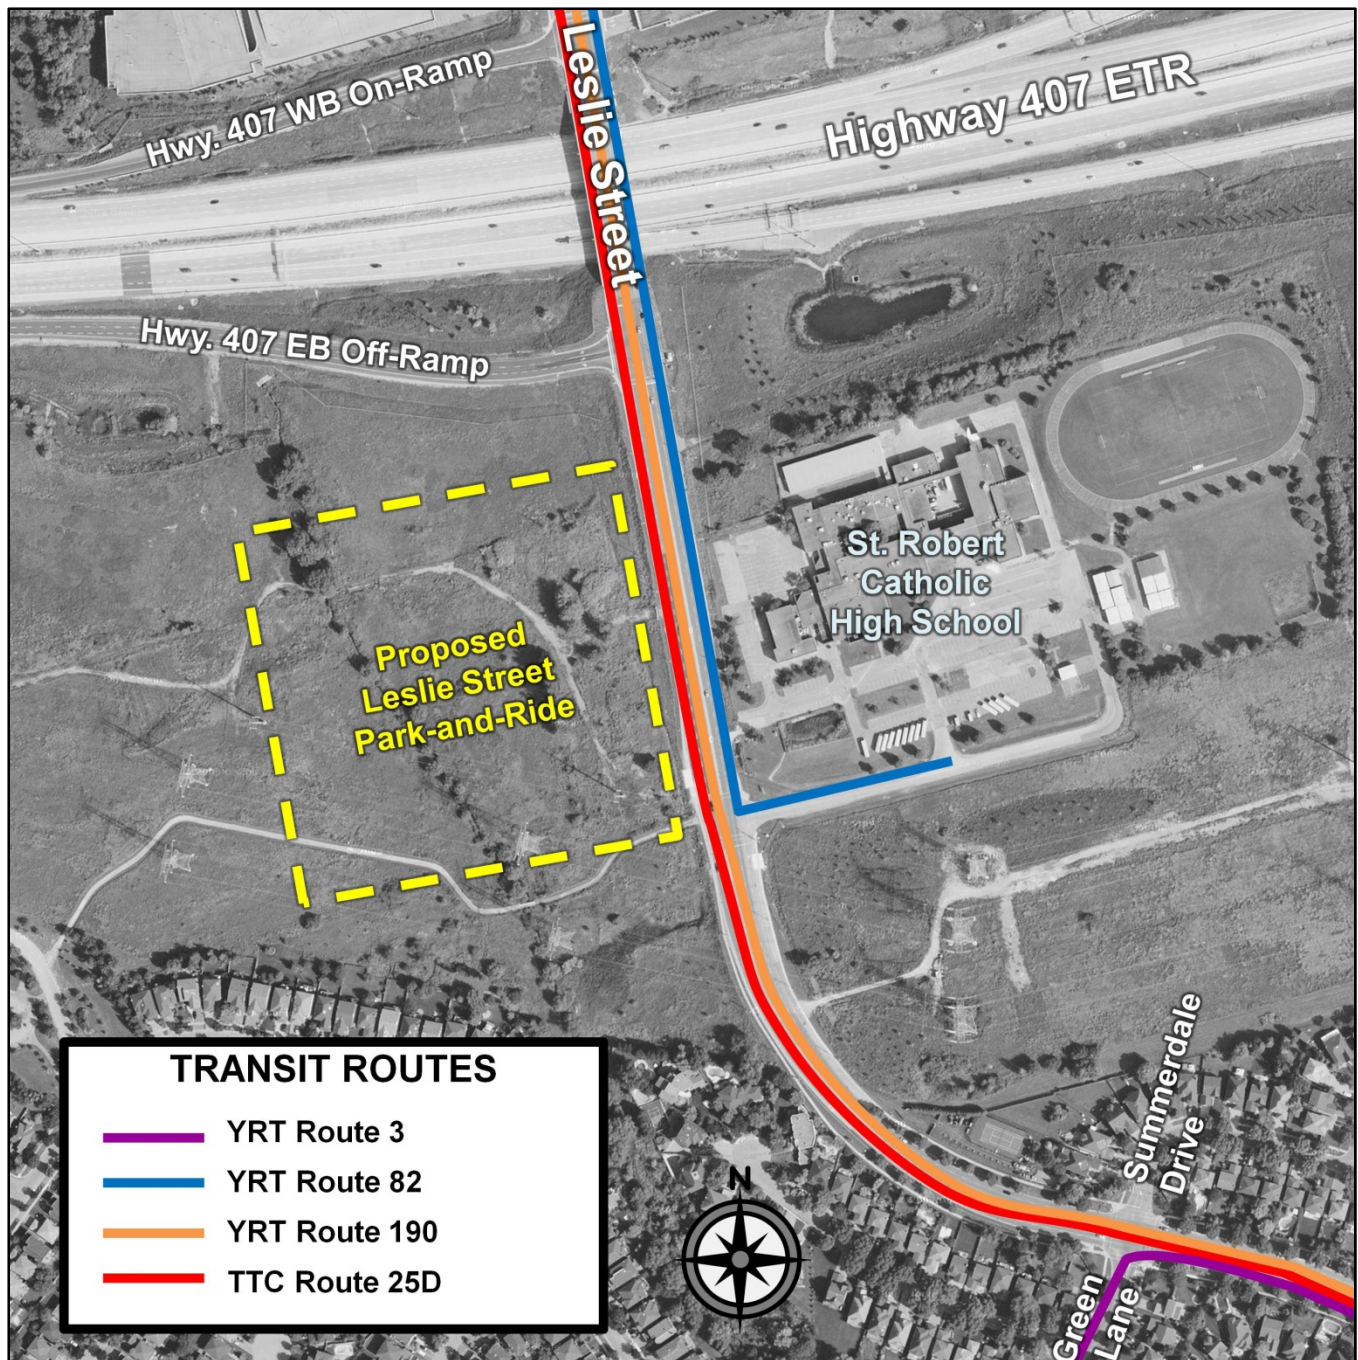 Leslie Street
Hwy. 407 WB On-Ramp
Highway 407 ETR
Hwy. 407 EB Off-Ramp
St. Robert
Catholic
High School
Proposed
Leslie Street
Park-and-Ride
Summerdale
Drive
Green
Lane
N
TRANSIT ROUTES
YRT Route 3
YRT Route 82
YRT Route 190
TTC Route 25D